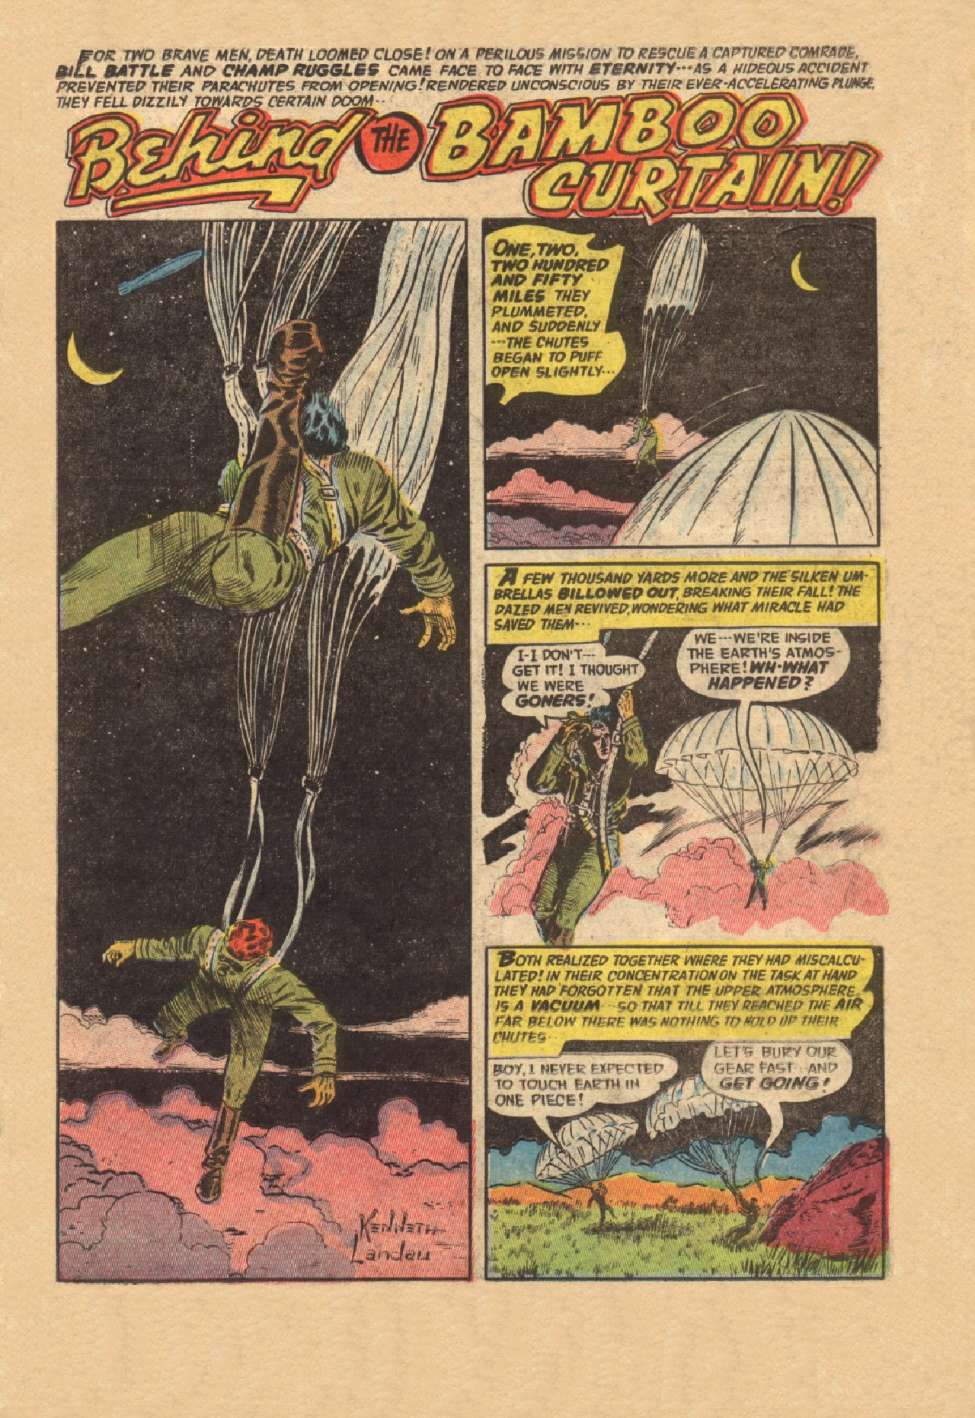 FOR TWO BRAVE MEN, DEATH LOOMED CLOSE! ON A PERILOUS MISSION TO RESCUE A CAPTURED COMRADE,
BILL BATTLE AND CHAMP RUGGLES CAME FACE TO FACE WITH ETERNITY---AS A HIDEOUS ACCIDENT
PREVENTED THEIR PARACHUTES FROM OPENING! RENDERED UNCONSCIOUS BY THEIR EVER-ACCELERATING PLUNGE,
THEY FELL DIZZILY TOWARDS CERTAIN DOOM--
BEHIND THE BAMBOO
CURTAIN!
KENNETH
Landau
ONE, TWO,
TWO HUNDRED
AND FIFTY
MILES THEY
PLUMMETED,
AND SUDDENLY
---THE CHUTES
BEGAN TO PUFF
OPEN SLIGHTLY---
A FEW THOUSAND YARDS MORE AND THE SILKEN UM-
BRELLAS BILLOWED OUT, BREAKING THEIR FALL! THE
DAZED MEN REVIVED, WONDERING WHAT MIRACLE HAD
SAVED THEM---
I-I DON'T---
GET IT! I THOUGHT
WE WERE
GONERS!
WE---WE'RE INSIDE
THE EARTH'S ATMOS-
PHERE! WH-WHAT
HAPPENED?
BOTH REALIZED TOGETHER WHERE THEY HAD MISCALCU-
LATED! IN THEIR CONCENTRATION ON THE TASK AT HAND
THEY HAD FORGOTTEN THAT THE UPPER ATMOSPHERE
IS A VACUUM---SO THAT TILL THEY REACHED THE AIR
FAR BELOW THERE WAS NOTHING TO HOLD UP THEIR
CHUTES
BOY, I NEVER EXPECTED
TO TOUCH EARTH IN
ONE PIECE!
LET'S BURY OUR
GEAR FAST--AND
GET GOING!